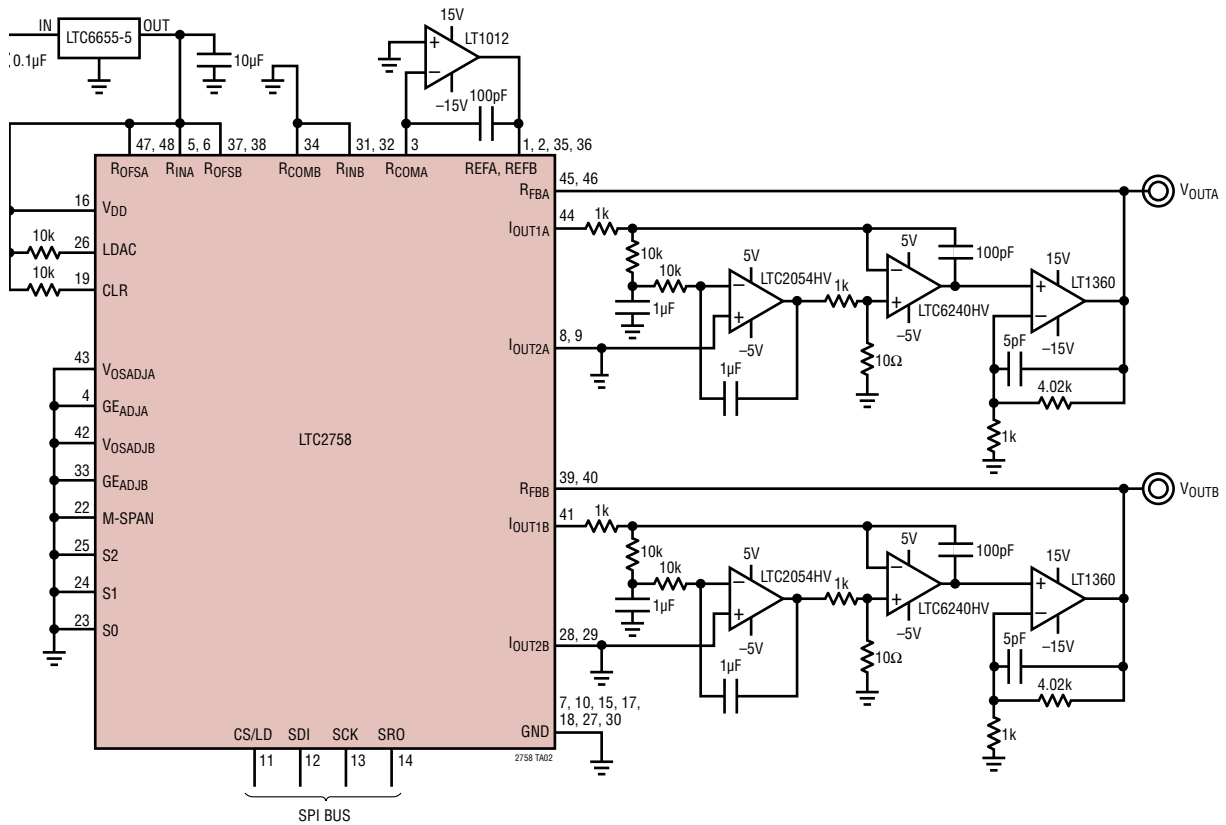 IN
LTC6655-5
OUT
0.1µF
10µF
15V
LT1012
–15V
100pF
+
−
47, 48
5, 6
37, 38
34
31, 32
3
1, 2, 35, 36
ROFSA
RINA
ROFSB
RCOMB
RINB
RCOMA
REFA, REFB
16
VDD
10k
26
LDAC
10k
19
CLR
43
VOSADJA
4
GEADJA
42
VOSADJB
33
GEADJB
22
M-SPAN
25
S2
24
S1
23
S0
LTC2758
RFBA
45, 46
VOUTA
IOUT1A
44
1k
10k
10k
1µF
5V
LTC2054HV
−
+
–5V
1µF
1k
10Ω
5V
−
+
LTC6240HV
–5V
100pF
15V
LT1360
+
−
–15V
5pF
4.02k
1k
IOUT2A
8, 9
RFBB
39, 40
VOUTB
IOUT1B
41
1k
10k
10k
1µF
5V
LTC2054HV
−
+
–5V
1µF
1k
10Ω
5V
−
+
LTC6240HV
–5V
100pF
15V
LT1360
+
−
–15V
5pF
4.02k
1k
IOUT2B
28, 29
7, 10, 15, 17,
18, 27, 30
GND
2758 TA02
CS/LD
SDI
SCK
SRO
11
12
13
14
SPI BUS